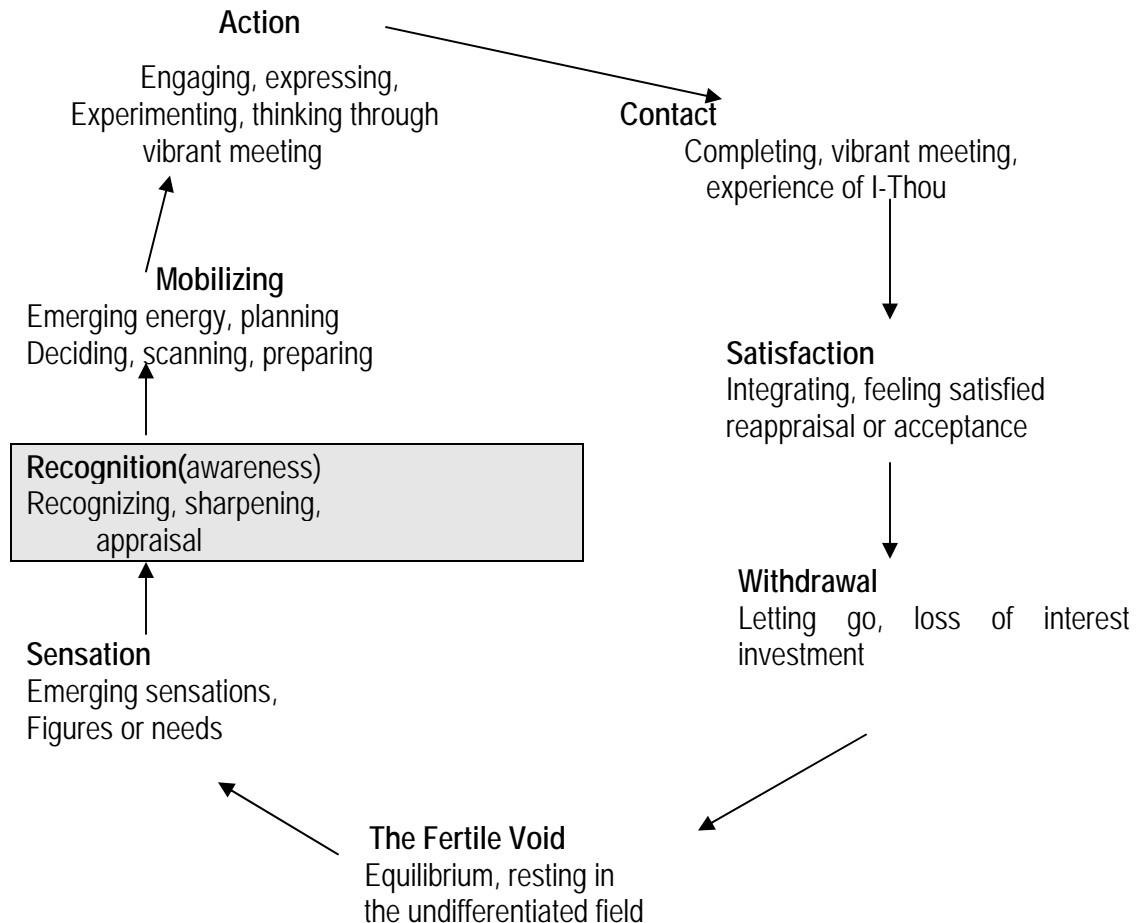 Action
Engaging, expressing,
Experimenting, thinking through
vibrant meeting
Contact
Completing, vibrant meeting,
experience of I-Thou
Mobilizing
Emerging energy, planning
Deciding, scanning, preparing
Satisfaction
Integrating, feeling satisfied
reappraisal or acceptance
Recognition(awareness)
Recognizing, sharpening,
appraisal
Withdrawal
Letting go, loss of interest
investment
Sensation
Emerging sensations,
Figures or needs
The Fertile Void
Equilibrium, resting in
the undifferentiated field